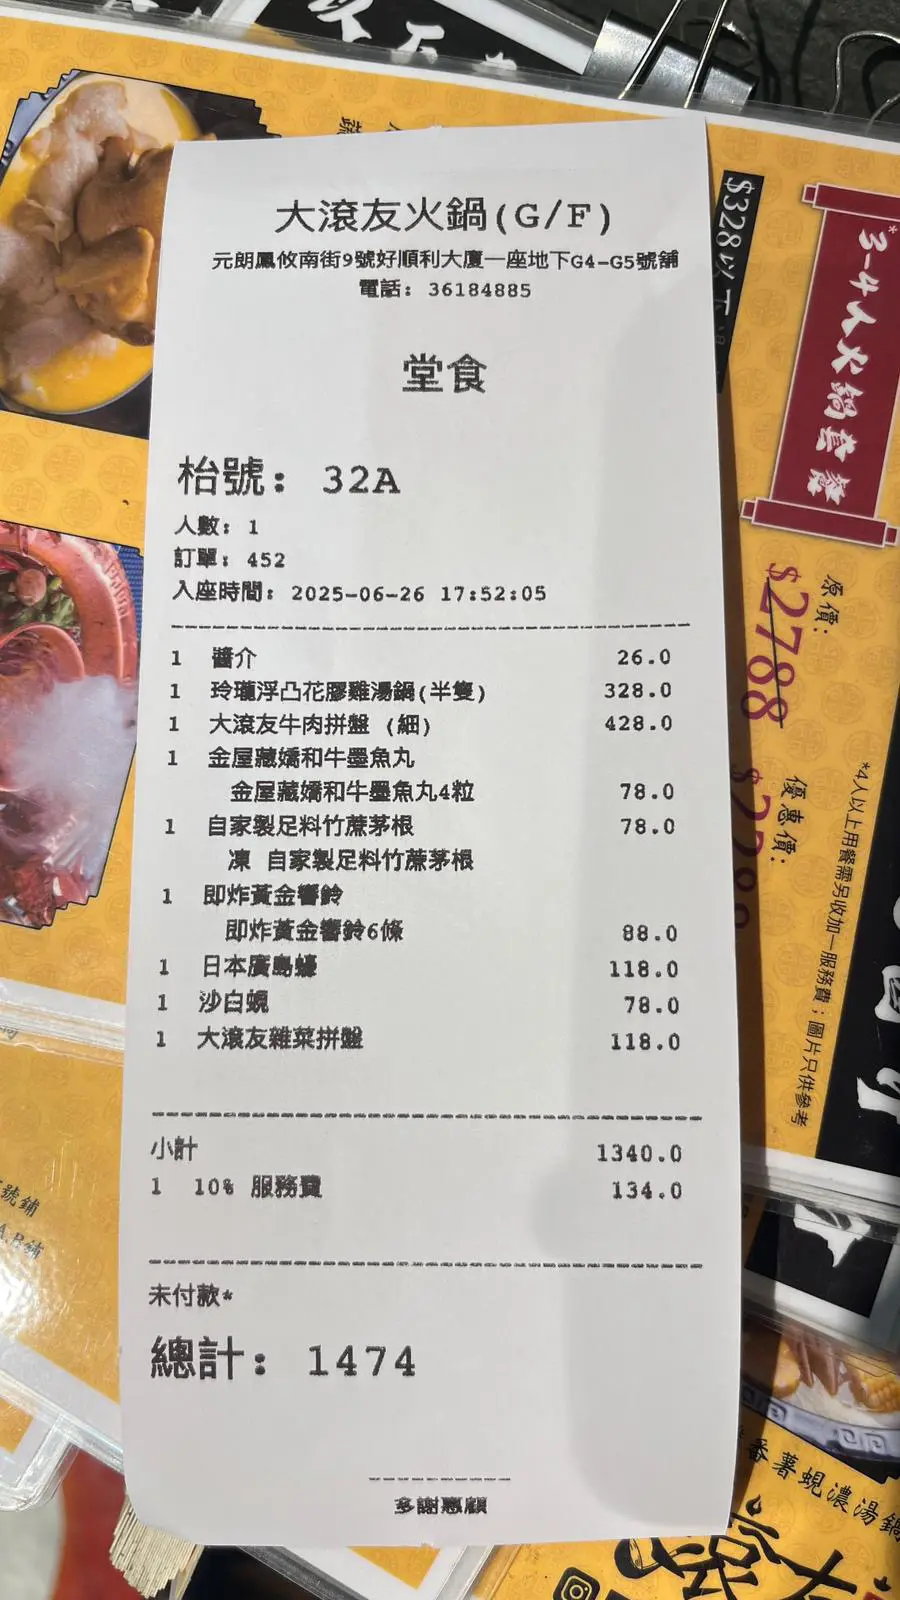 大滾友火鍋(G/F)
元朗鳳攸南街9號好順利大廈一座地下G4-G5號舖
電話: 36184885
堂食
枱號: 32A
人數: 1
訂單: 452
入座時間: 2025-06-26 17:52:05
1 醬介 26.0
1 玲瓏浮凸花膠雞湯鍋(半隻) 328.0
1 大滾友牛肉拼盤 (細) 428.0
1 金屋藏嬌和牛墨魚丸
金屋藏嬌和牛墨魚丸4粒 78.0
1 自家製足料竹蔗茅根 78.0
凍 自家製足料竹蔗茅根
1 即炸黃金響鈴
即炸黃金響鈴6條 88.0
1 日本廣島蠔 118.0
1 沙白蜆 78.0
1 大滾友雜菜拼盤 118.0
小計 1340.0
1 10% 服務費 134.0
未付款*
總計: 1474
多謝惠顧
$328以下
3-4人火鍋套餐
原價:
$2788
優惠價:
*4人以上用餐需另收加一服務費;圖片只供參考
號鋪
番薯蜆濃湯鍋